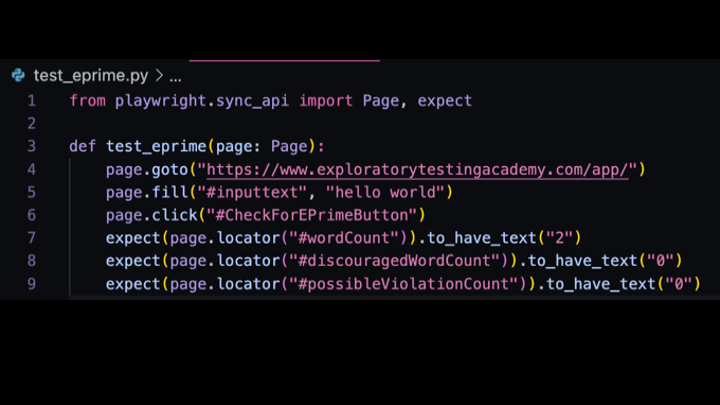 test_eprime.py > ...
1 from playwright.sync_api import Page, expect
2
3 def test_eprime(page: Page):
4 page.goto("https://www.exploratorytestingacademy.com/app/")
5 page.fill("#inputtext", "hello world")
6 page.click("#CheckForEPrimeButton")
7 expect(page.locator("#wordCount")).to_have_text("2")
8 expect(page.locator("#discouragedWordCount")).to_have_text("0")
9 expect(page.locator("#possibleViolationCount")).to_have_text("0")